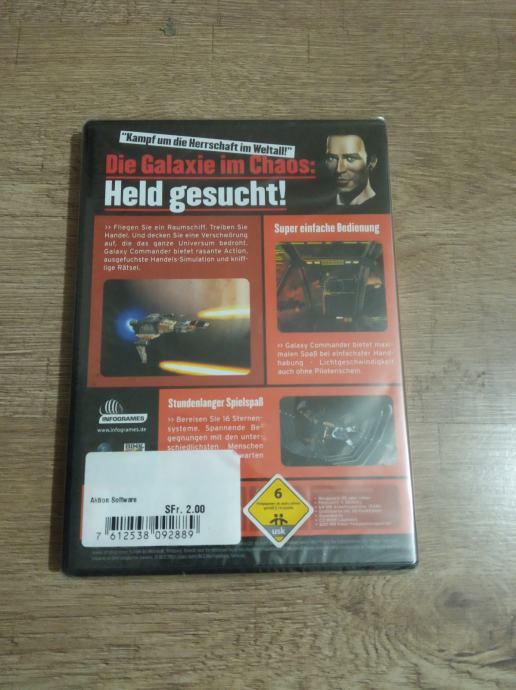 "Kampf um die Herrschaft im Weltall!"
Die Galaxie im Chaos:
Held gesucht!
>> Fliegen Sie ein Raumschiff. Treiben Sie
Handel. Und decken Sie eine Verschwörung
auf, die das ganze Universum bedroht.
Galaxy Commander bietet rasante Action,
ausgefuchste Handels-Simulation und kniff-
lige Rätsel.
Super einfache Bedienung
>> Galaxy Commander bietet maxi-
malen Spaß bei einfachster Hand-
habung - Lichtgeschwindigkeit
auch ohne Pilotenschein.
Stundenlanger Spielspaß
>> Bereisen Sie 16 Sternen-
systeme. Spannende Be-
gegnungen mit den unter-
schiedlichsten Menschen
warten
INFOGRAMES
www.infogrames.de
Aktion Software
SFr. 2.00
7 612538 092889
6
usk